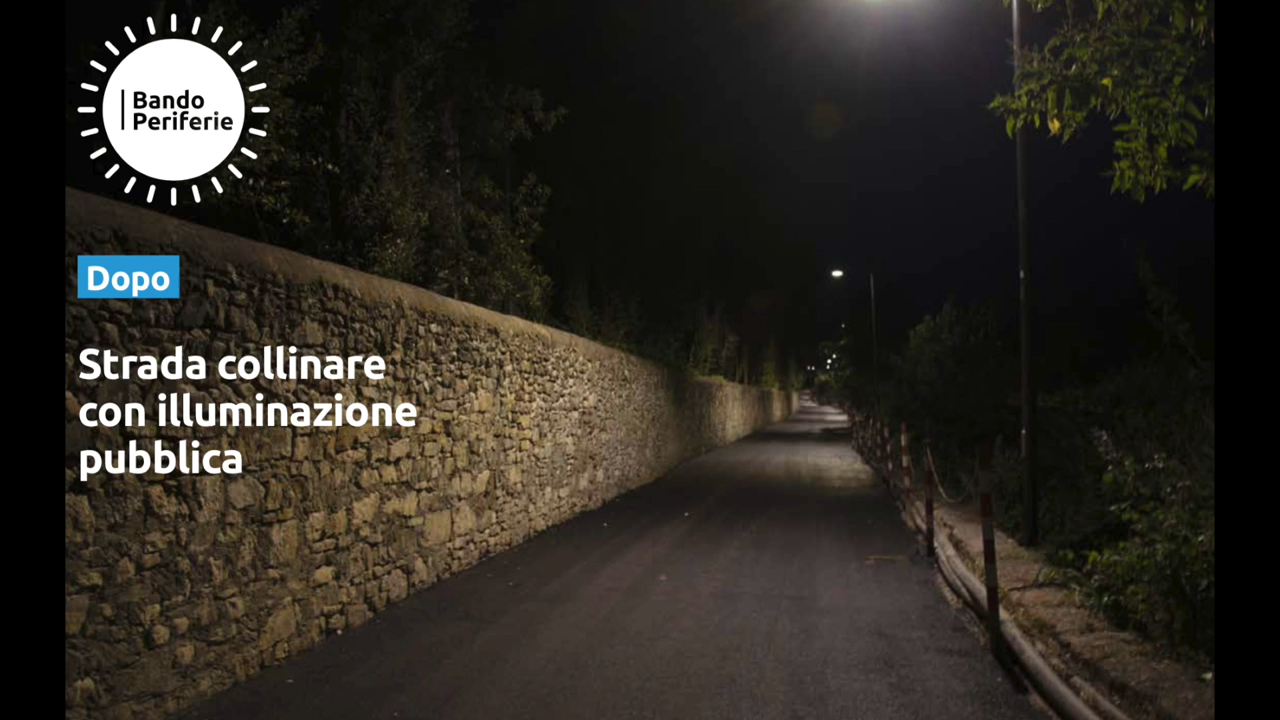 Bando
Periferie
Dopo
Strada collinare
con illuminazione
pubblica